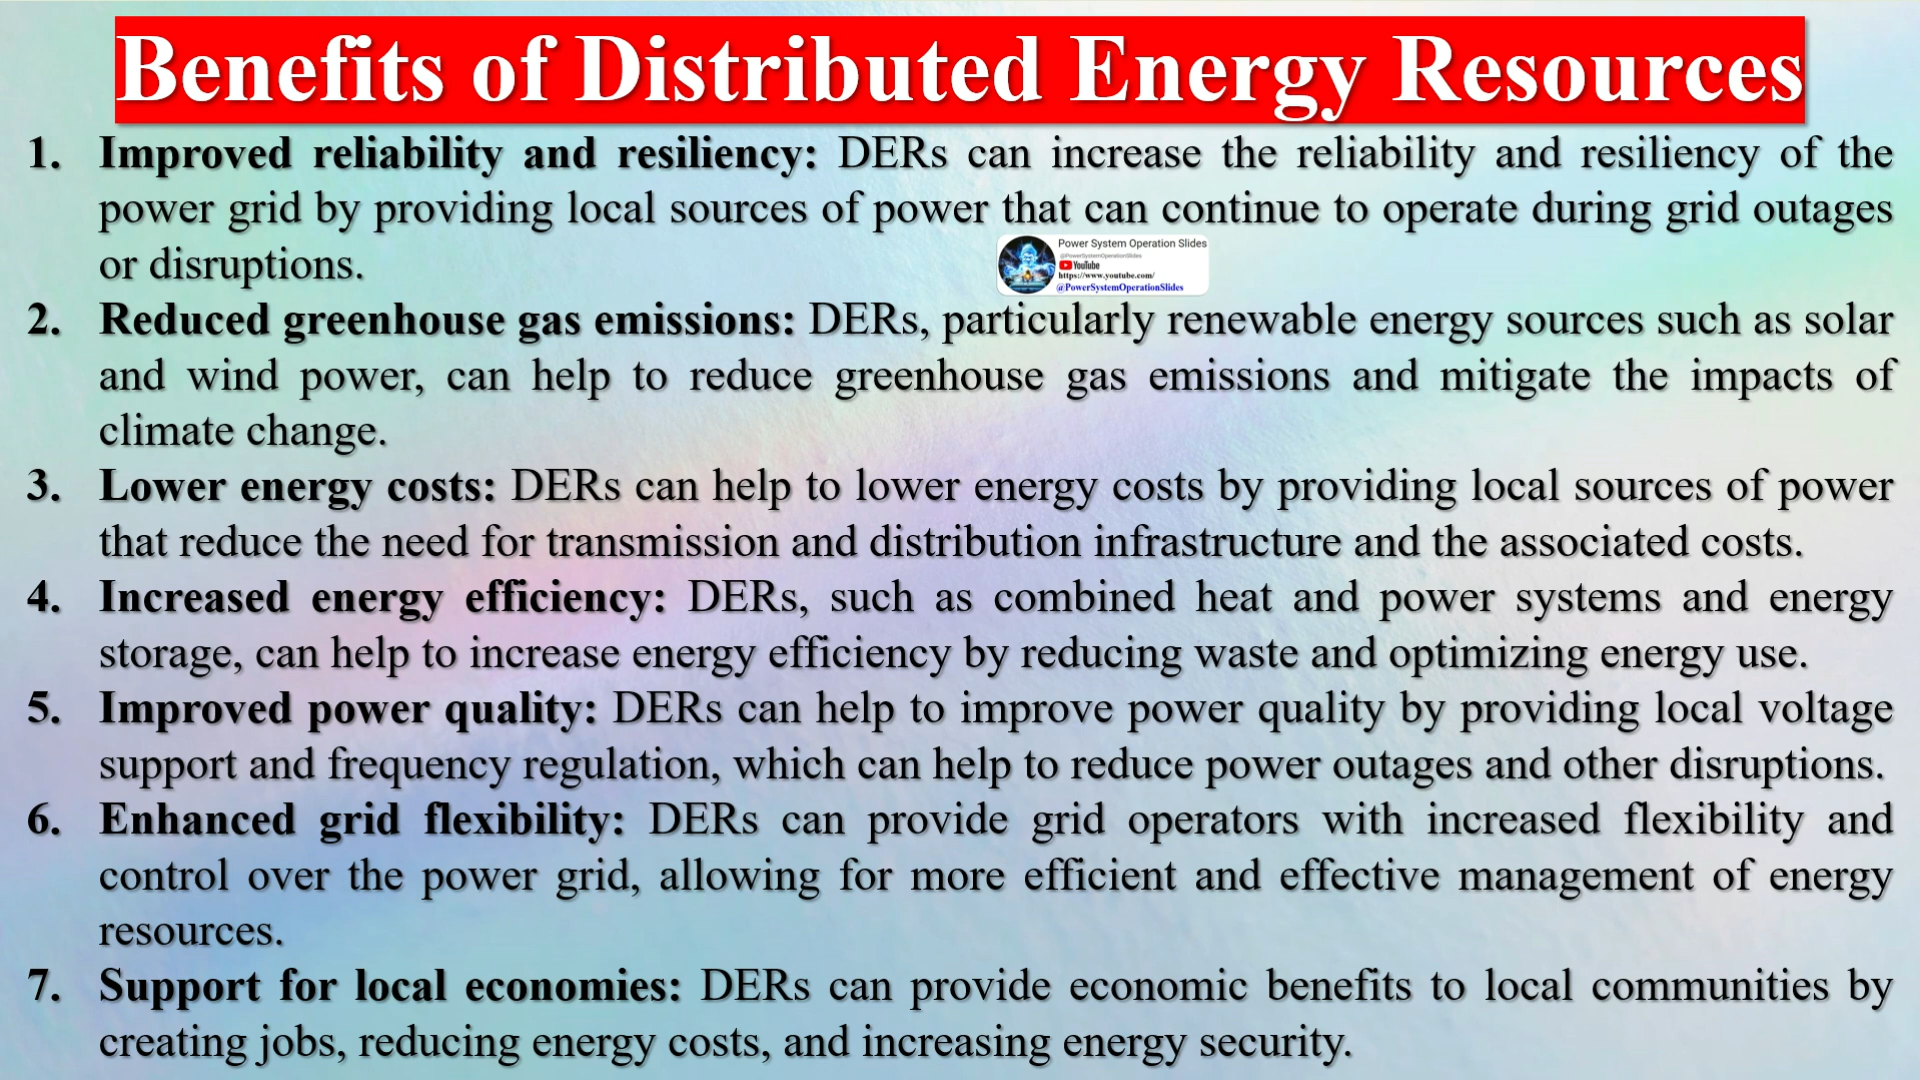 Benefits of Distributed Energy Resources
1. Improved reliability and resiliency: DERs can increase the reliability and resiliency of the
power grid by providing local sources of power that can continue to operate during grid outages
or disruptions.
Power System Operation Slides
@PowerSystemOperationSlides
YouTube
https://www.youtube.com/
@PowerSystemOperationSlides
2. Reduced greenhouse gas emissions: DERs, particularly renewable energy sources such as solar
and wind power, can help to reduce greenhouse gas emissions and mitigate the impacts of
climate change.
3. Lower energy costs: DERs can help to lower energy costs by providing local sources of power
that reduce the need for transmission and distribution infrastructure and the associated costs.
4. Increased energy efficiency: DERs, such as combined heat and power systems and energy
storage, can help to increase energy efficiency by reducing waste and optimizing energy use.
5. Improved power quality: DERs can help to improve power quality by providing local voltage
support and frequency regulation, which can help to reduce power outages and other disruptions.
6. Enhanced grid flexibility: DERs can provide grid operators with increased flexibility and
control over the power grid, allowing for more efficient and effective management of energy
resources.
7. Support for local economies: DERs can provide economic benefits to local communities by
creating jobs, reducing energy costs, and increasing energy security.